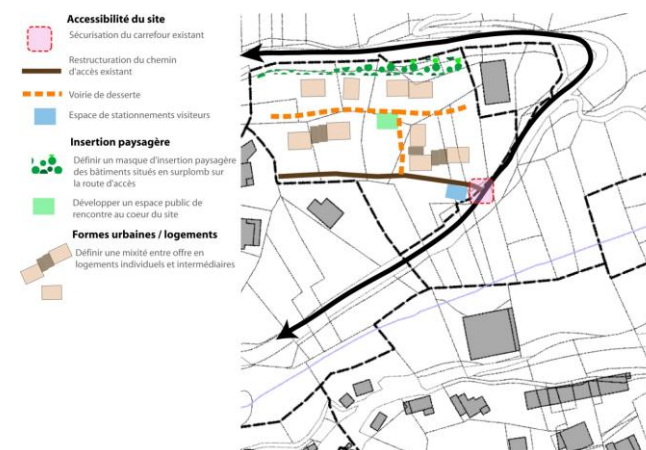 Accessibilité du site
Sécurisation du carrefour existant
Restructuration du chemin
d'accès existant
Voirie de desserte
Espace de stationnements visiteurs
Insertion paysagère
Définir un masque d'insertion paysagère
des bâtiments situés en surplomb sur
la route d'accès
Développer un espace public de
rencontre au coeur du site
Formes urbaines / logements
Définir une mixité entre offre en
logements individuels et intermédiaires